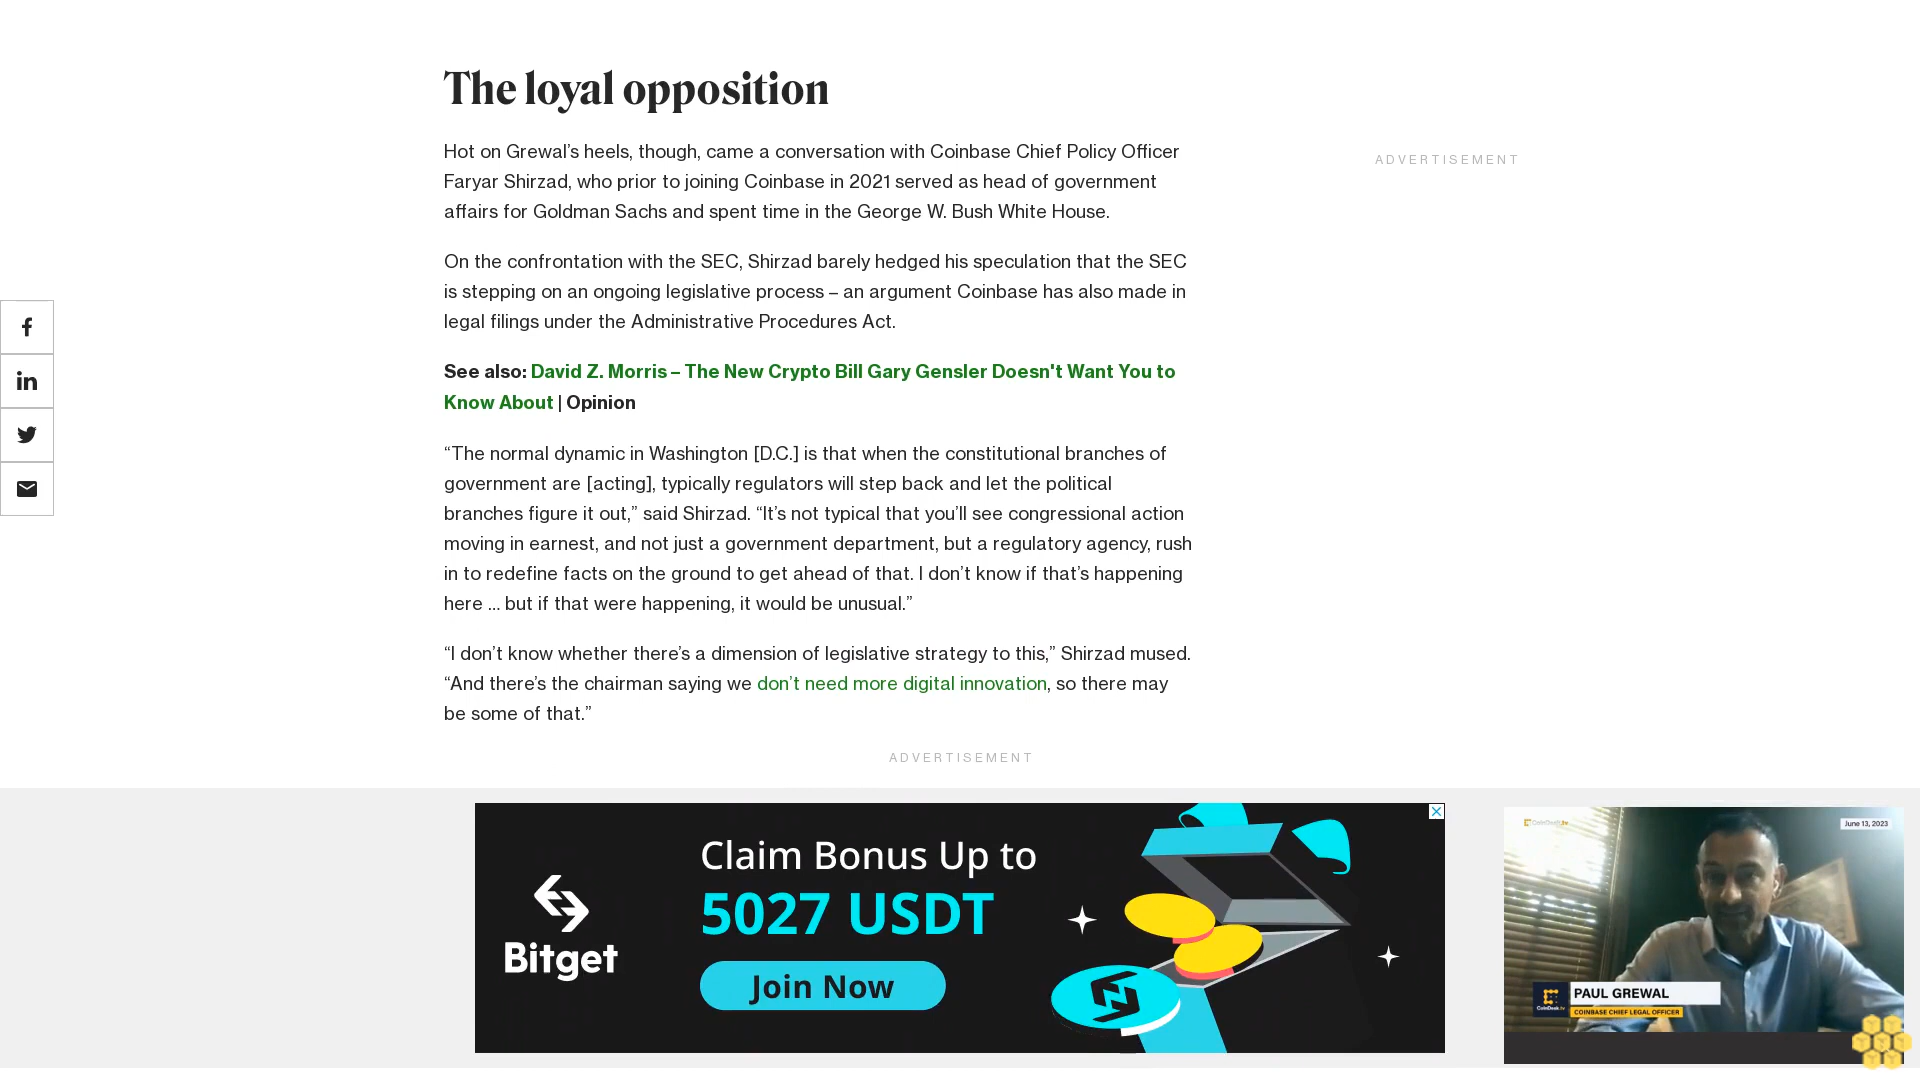 The loyal opposition
Hot on Grewal’s heels, though, came a conversation with Coinbase Chief Policy Officer
Faryar Shirzad, who prior to joining Coinbase in 2021 served as head of government
affairs for Goldman Sachs and spent time in the George W. Bush White House.
ADVERTISEMENT
On the confrontation with the SEC, Shirzad barely hedged his speculation that the SEC
is stepping on an ongoing legislative process – an argument Coinbase has also made in
legal filings under the Administrative Procedures Act.
See also: David Z. Morris – The New Crypto Bill Gary Gensler Doesn't Want You to
Know About | Opinion
“The normal dynamic in Washington [D.C.] is that when the constitutional branches of
government are [acting], typically regulators will step back and let the political
branches figure it out,” said Shirzad. “It’s not typical that you’ll see congressional action
moving in earnest, and not just a government department, but a regulatory agency, rush
in to redefine facts on the ground to get ahead of that. I don’t know if that’s happening
here … but if that were happening, it would be unusual.”
“I don’t know whether there’s a dimension of legislative strategy to this,” Shirzad mused.
“And there’s the chairman saying we don’t need more digital innovation, so there may
be some of that.”
ADVERTISEMENT
Bitget
Claim Bonus Up to
5027 USDT
Join Now
CoinDesk.tv
June 13, 2023
CoinDesk.tv
PAUL GREWAL
COINBASE CHIEF LEGAL OFFICER